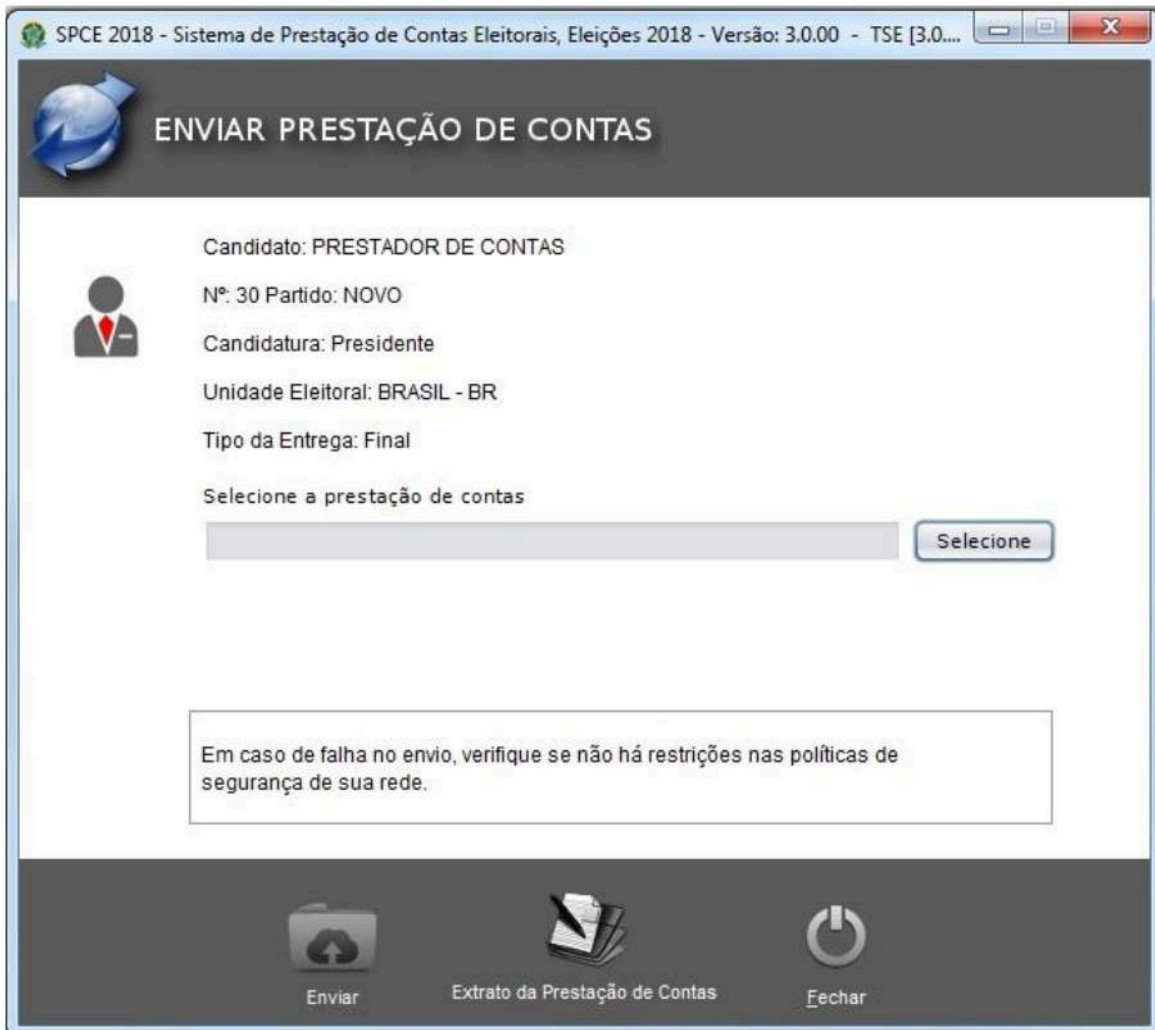 SPCE 2018 - Sistema de Prestação de Contas Eleitorais, Eleições 2018 - Versão: 3.0.00 - TSE [3.0....
ENVIAR PRESTAÇÃO DE CONTAS
Candidato: PRESTADOR DE CONTAS
Nº: 30 Partido: NOVO
Candidatura: Presidente
Unidade Eleitoral: BRASIL - BR
Tipo da Entrega: Final
Selecione a prestação de contas
Selecione
Em caso de falha no envio, verifique se não há restrições nas políticas de
segurança de sua rede.
Enviar
Extrato da Prestação de Contas
Fechar